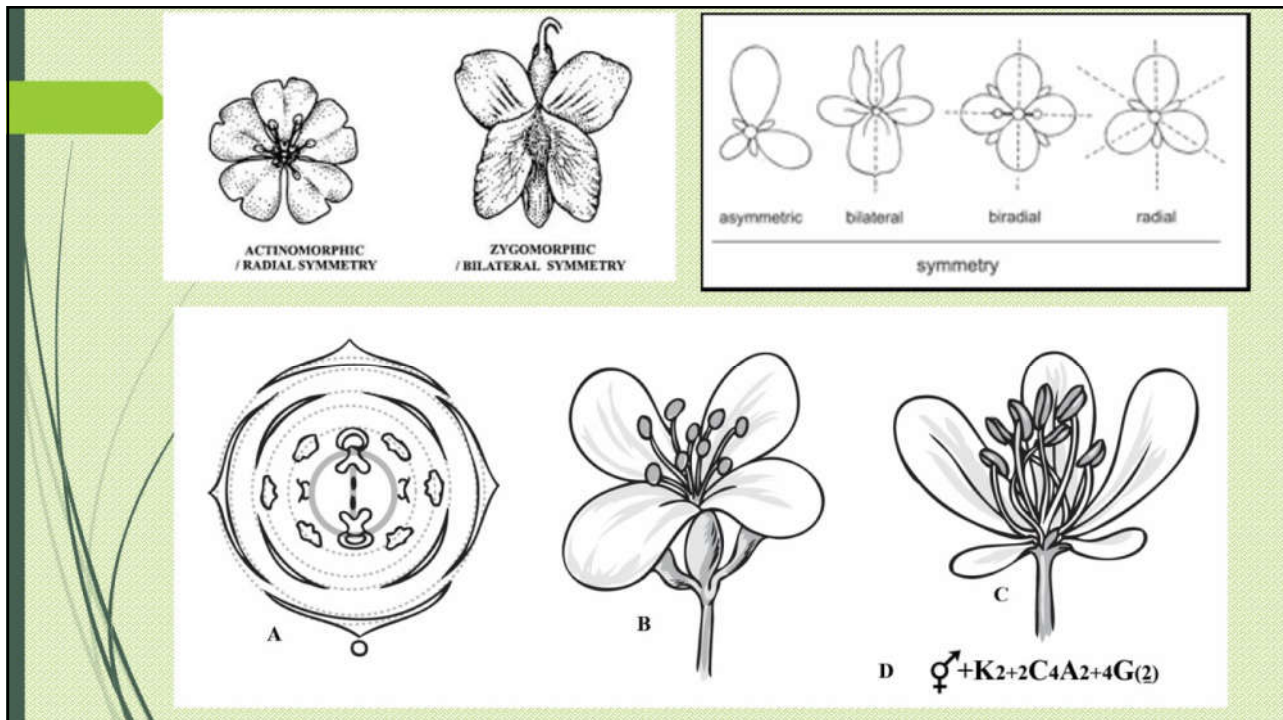 ACTINOMORPHIC
/ RADIAL SYMMETRY
ZYGOMORPHIC
/ BILATERAL SYMMETRY
asymmetric bilateral biradial radial
symmetry
A
B
C
D ⚥+K2+2C4A2+4G(2)